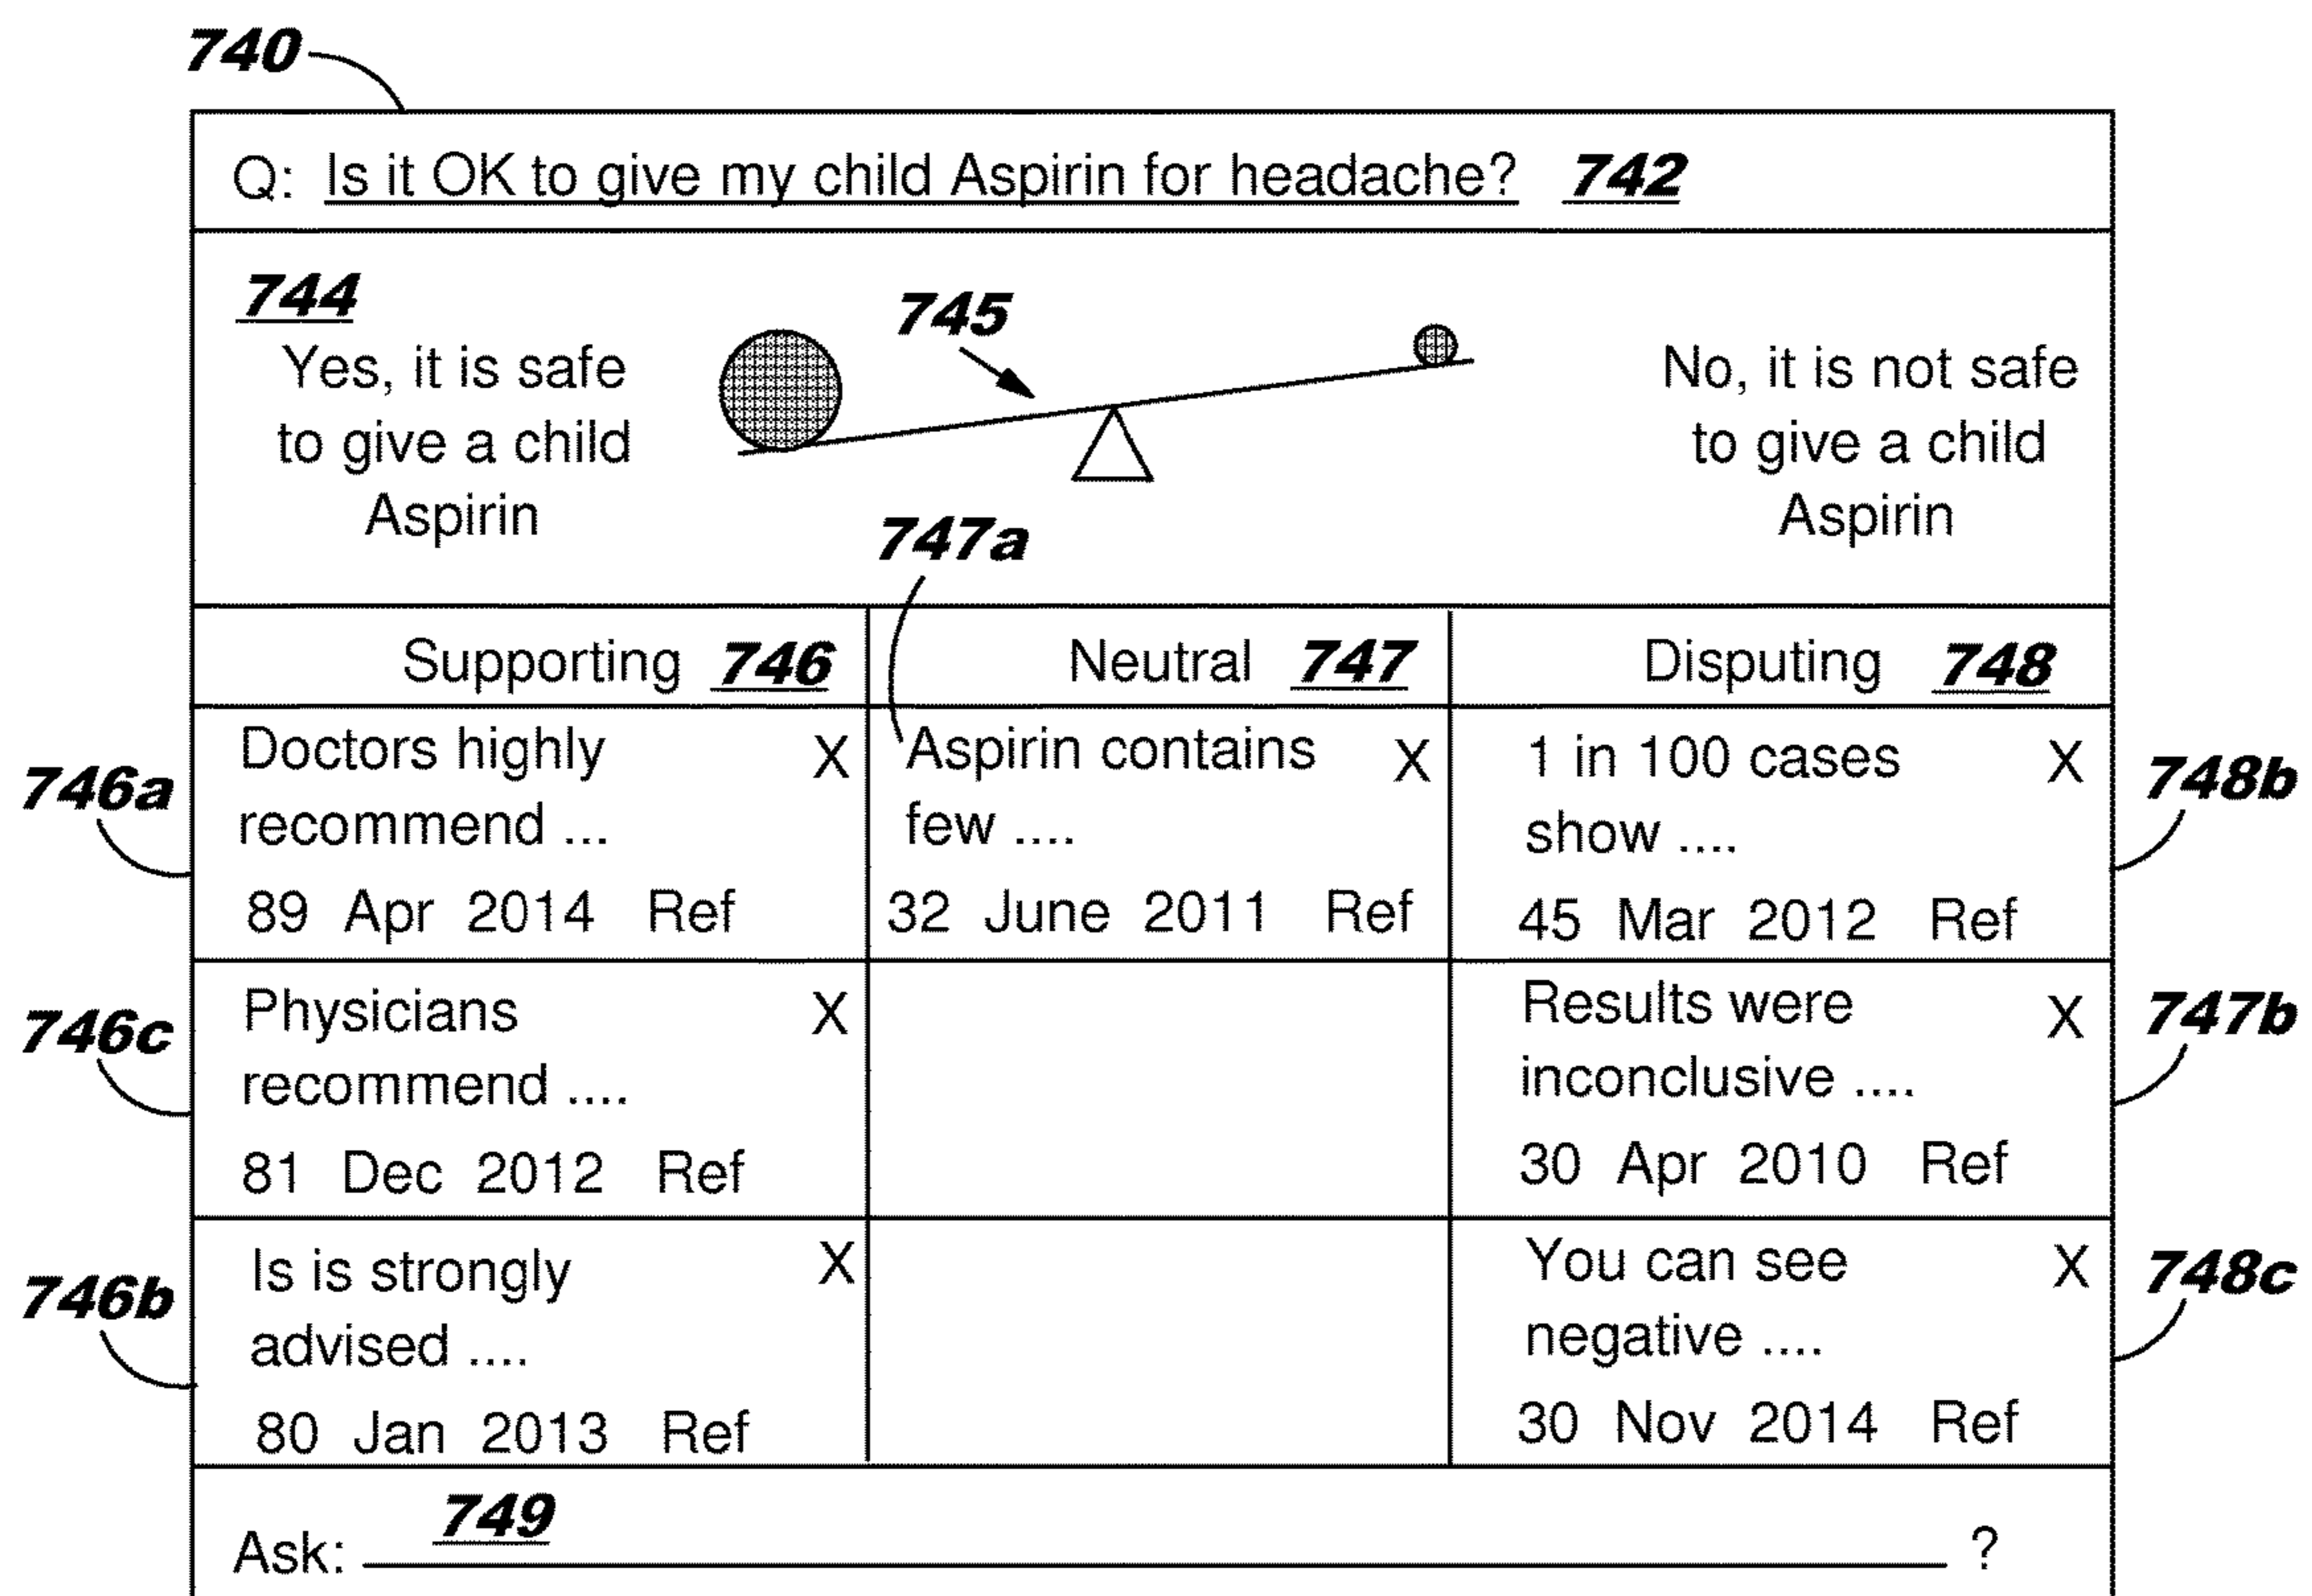 740
Q: Is it OK to give my child Aspirin for headache? 742
744
Yes, it is safe
to give a child
Aspirin
745
No, it is not safe
to give a child
Aspirin
747a
Supporting 746
Neutral 747
Disputing 748
746a
Doctors highly X
recommend ...
89 Apr 2014 Ref
Aspirin contains X
few ....
32 June 2011 Ref
1 in 100 cases X
show ....
45 Mar 2012 Ref
748b
746c
Physicians X
recommend ....
81 Dec 2012 Ref
Results were X
inconclusive ....
30 Apr 2010 Ref
747b
746b
Is is strongly X
advised ....
80 Jan 2013 Ref
You can see X
negative ....
30 Nov 2014 Ref
748c
749
Ask: ?